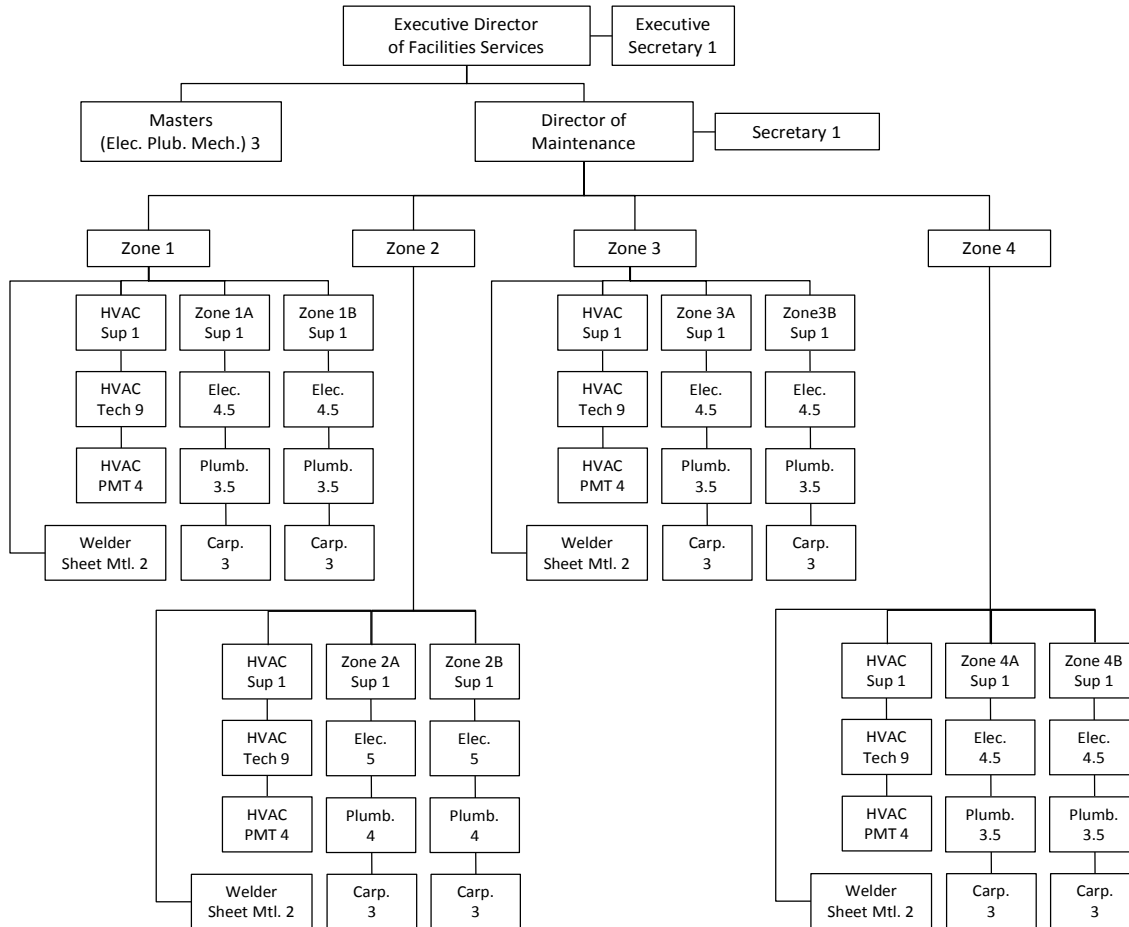 Executive Director
of Facilities Services
Executive
Secretary 1
Masters
(Elec. Plub. Mech.) 3
Director of
Maintenance
Secretary 1
Zone 1
Zone 2
Zone 3
Zone 4
HVAC
Sup 1
Zone 1A
Sup 1
Zone 1B
Sup 1
HVAC
Tech 9
Elec.
4.5
Elec.
4.5
HVAC
PMT 4
Plumb.
3.5
Plumb.
3.5
Welder
Sheet Mtl. 2
Carp.
3
Carp.
3
HVAC
Sup 1
Zone 3A
Sup 1
Zone3B
Sup 1
HVAC
Tech 9
Elec.
4.5
Elec.
4.5
HVAC
PMT 4
Plumb.
3.5
Plumb.
3.5
Welder
Sheet Mtl. 2
Carp.
3
Carp.
3
HVAC
Sup 1
Zone 2A
Sup 1
Zone 2B
Sup 1
HVAC
Tech 9
Elec.
5
Elec.
5
HVAC
PMT 4
Plumb.
4
Plumb.
4
Welder
Sheet Mtl. 2
Carp.
3
Carp.
3
HVAC
Sup 1
Zone 4A
Sup 1
Zone 4B
Sup 1
HVAC
Tech 9
Elec.
4.5
Elec.
4.5
HVAC
PMT 4
Plumb.
3.5
Plumb.
3.5
Welder
Sheet Mtl. 2
Carp.
3
Carp.
3